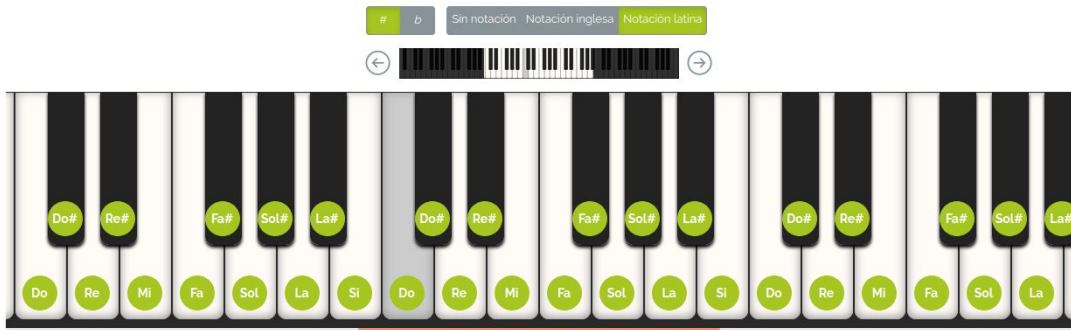 # b Sin notación Notación inglesa Notación latina
Do# Re# Fa# Sol# La# Do# Re# Fa# Sol# La# Do# Re# Fa# Sol# La#
Do Re Mi Fa Sol La Si Do Re Mi Fa Sol La Si Do Re Mi Fa Sol La